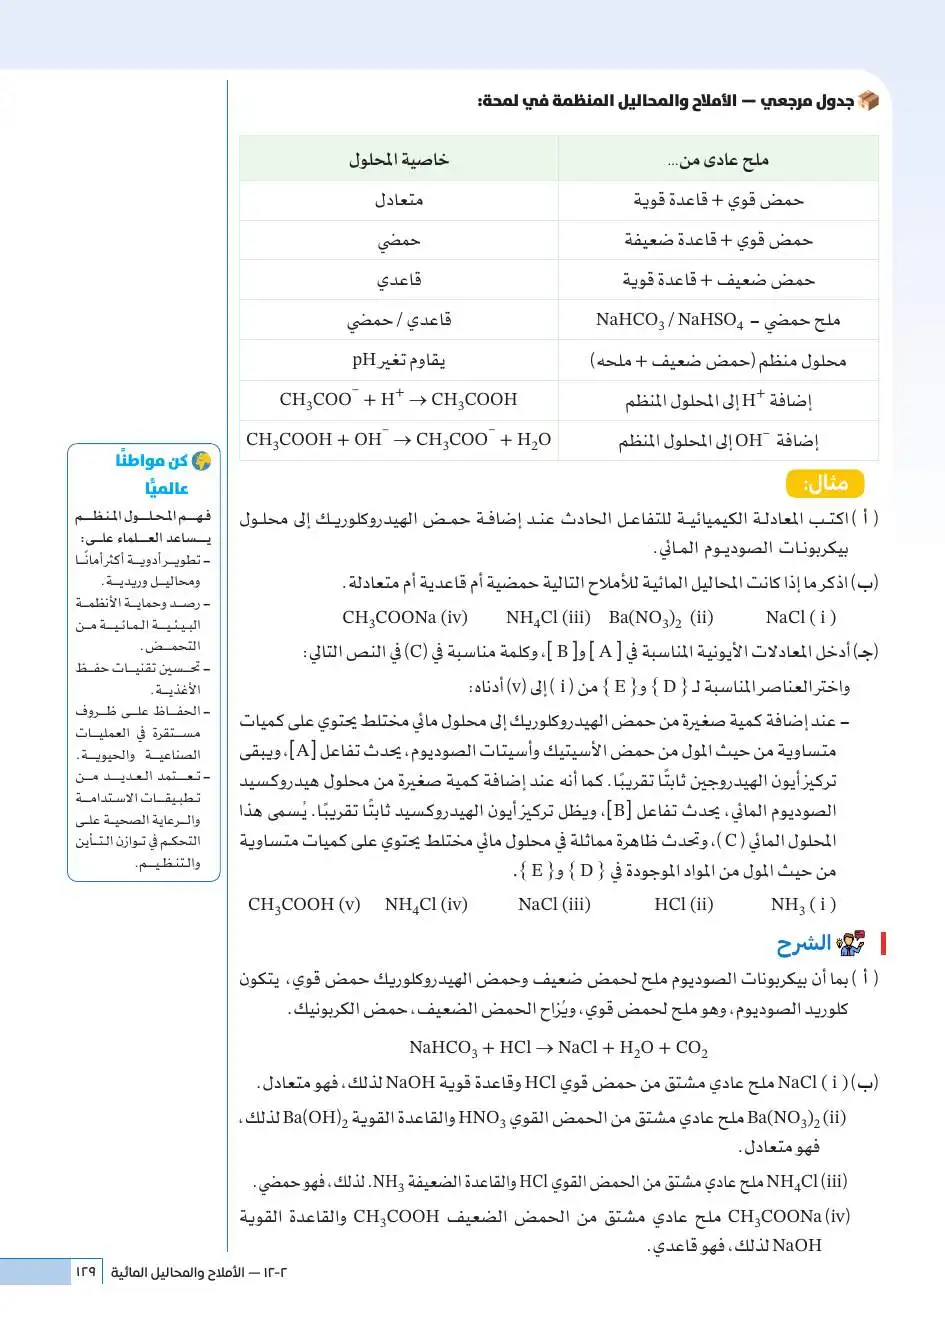 جدول مرجعي — الأملاح والمحاليل المنظمة في لمحة:
ملح عادى من... خاصية المحلول
حمض قوي + قاعدة قوية متعادل
حمض قوي + قاعدة ضعيفة حمضي
حمض ضعيف + قاعدة قوية قاعدي
ملح حمضي – NaHCO₃ / NaHSO₄ قاعدي / حمضي
محلول منظم (حمض ضعيف + ملحه) يقاوم تغير pH
إضافة H⁺ إلى المحلول المنظم CH₃COO⁻ + H⁺ → CH₃COOH
إضافة OH⁻ إلى المحلول المنظم CH₃COOH + OH⁻ → CH₃COO⁻ + H₂O
مثال:
( أ ) اكتب المعادلة الكيميائية للتفاعل الحادث عند إضافة حمض الهيدروكلوريك إلى محلول
بيكربونات الصوديوم المائي.
(ب) اذكر ما إذا كانت المحاليل المائية للأملاح التالية حمضية أم قاعدية أم متعادلة.
NaCl ( i ) Ba(NO₃)₂ (ii) NH₄Cl (iii) CH₃COONa (iv)
(جـ) أدخل المعادلات الأيونية المناسبة في [ A ] و[ B ]، وكلمة مناسبة في (C) في النص التالي:
واختر العناصر المناسبة لـ { D } و{ E } من ( i ) إلى (v) أدناه:
– عند إضافة كمية صغيرة من حمض الهيدروكلوريك إلى محلول مائي مختلط يحتوي على كميات
متساوية من حيث المول من حمض الأسيتيك وأسيتات الصوديوم، يحدث تفاعل [A]، ويبقى
تركيز أيون الهيدروجين ثابتًا تقريبًا. كما أنه عند إضافة كمية صغيرة من محلول هيدروكسيد
الصوديوم المائي، يحدث تفاعل [B]، ويظل تركيز أيون الهيدروكسيد ثابتًا تقريبًا. يُسمى هذا
المحلول المائي ( C )، وتحدث ظاهرة مماثلة في محلول مائي مختلط يحتوي على كميات متساوية
من حيث المول من المواد الموجودة في { D } و{ E }.
NH₃ ( i ) HCl (ii) NaCl (iii) NH₄Cl (iv) CH₃COOH (v)
الشرح
( أ ) بما أن بيكربونات الصوديوم ملح لحمض ضعيف وحمض الهيدروكلوريك حمض قوي، يتكون
كلوريد الصوديوم، وهو ملح لحمض قوي، ويُزاح الحمض الضعيف، حمض الكربونيك.
NaHCO₃ + HCl → NaCl + H₂O + CO₂
(ب) ( i ) NaCl ملح عادي مشتق من حمض قوي HCl وقاعدة قوية NaOH لذلك، فهو متعادل.
(ii) Ba(NO₃)₂ ملح عادي مشتق من الحمض القوي HNO₃ والقاعدة القوية Ba(OH)₂ لذلك،
فهو متعادل.
(iii) NH₄Cl ملح عادي مشتق من الحمض القوي HCl والقاعدة الضعيفة NH₃. لذلك، فهو حمضي.
(iv) CH₃COONa ملح عادي مشتق من الحمض الضعيف CH₃COOH والقاعدة القوية
NaOH لذلك، فهو قاعدي.
كن مواطنًا
عالميًّا
فهم المحلول المنظم
يساعد العلماء على:
– تطوير أدوية أكثر أمانًا
ومحاليل وريدية.
– رصد وحماية الأنظمة
البيئية المائية من
التحمض.
– تحسين تقنيات حفظ
الأغذية.
– الحفاظ على ظروف
مستقرة في العمليات
الصناعية والحيوية.
– تعتمد العديد من
تطبيقات الاستدامة
والرعاية الصحية على
التحكم في توازن التأين
والتنظيم.
١٢-٢ — الأملاح والمحاليل المائية ١٢٩